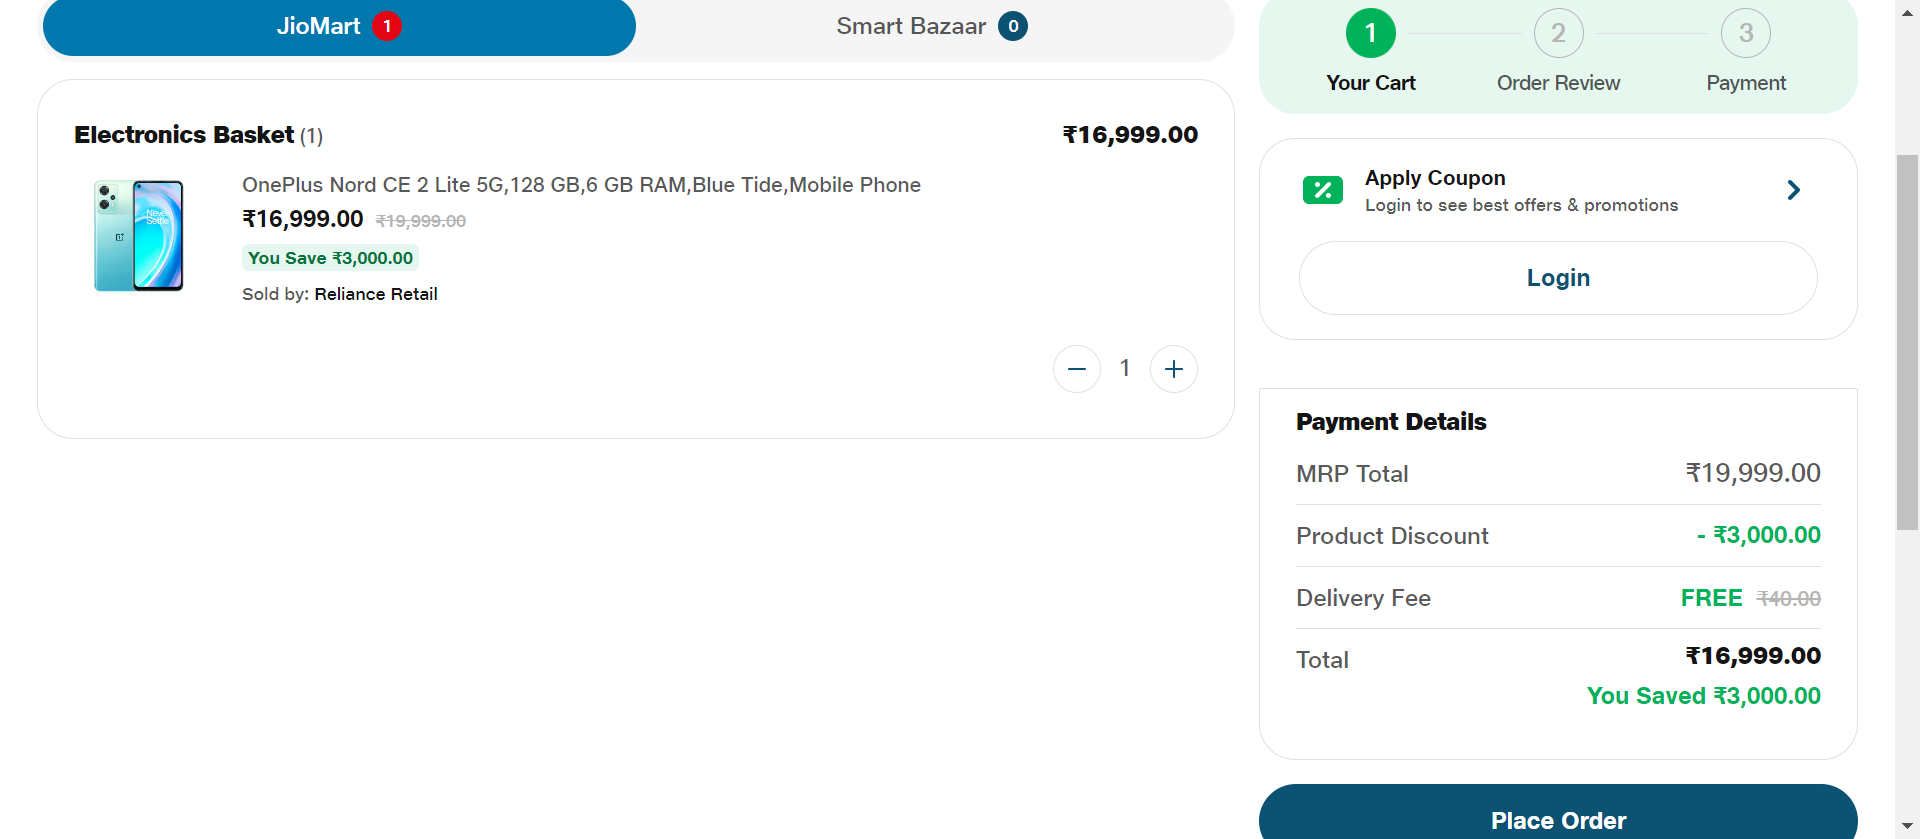 JioMart 1
Smart Bazaar 0
Electronics Basket (1)
₹16,999.00
OnePlus Nord CE 2 Lite 5G,128 GB,6 GB RAM,Blue Tide,Mobile Phone
₹16,999.00 ₹19,999.00
You Save ₹3,000.00
Sold by: Reliance Retail
Never
Settle
1
1 2 3
Your Cart Order Review Payment
Apply Coupon
Login to see best offers & promotions
Login
Payment Details
MRP Total ₹19,999.00
Product Discount - ₹3,000.00
Delivery Fee FREE ₹40.00
Total ₹16,999.00
You Saved ₹3,000.00
Place Order